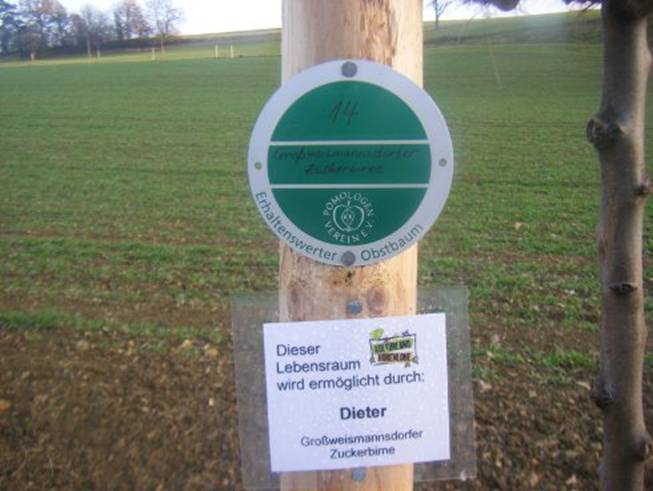 14
Großweismannsdorfer
Zuckerbirne
POMOLOGEN
VEREIN E.V.
Erhaltenswerter Obstbaum
Dieser
Lebensraum
wird ermöglicht durch:
Dieter
Großweismannsdorfer
Zuckerbirne